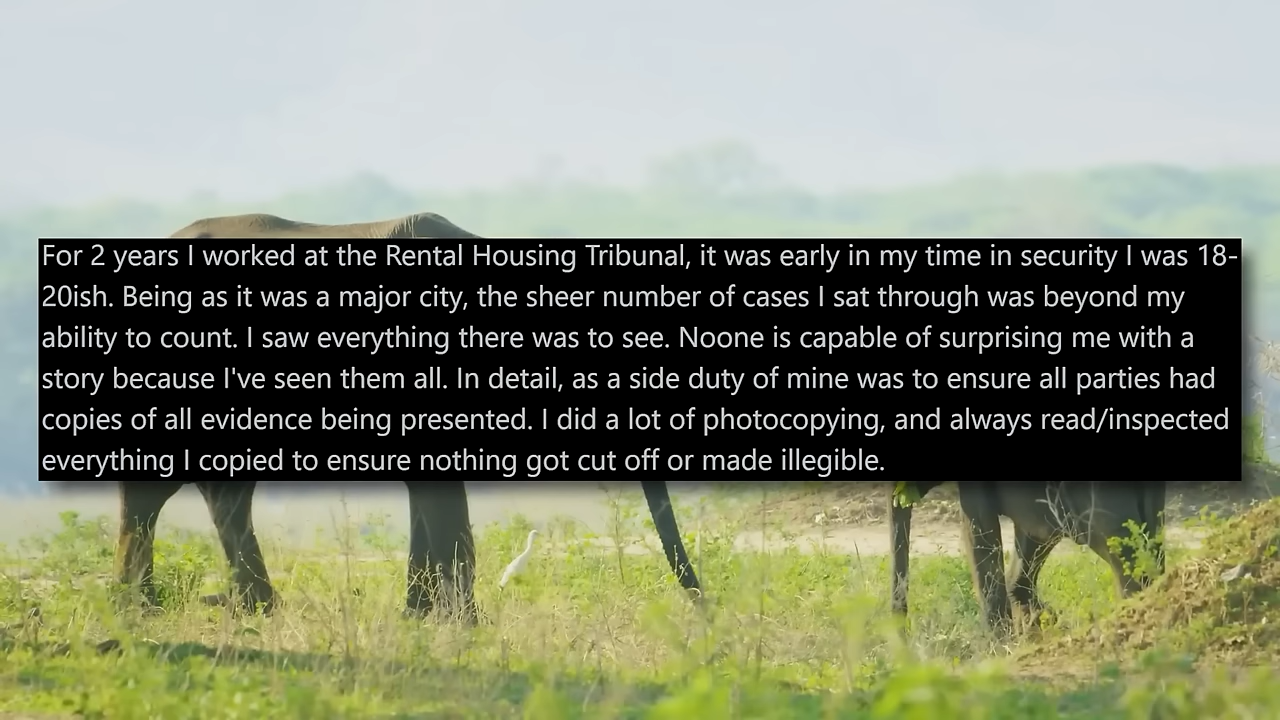 For 2 years I worked at the Rental Housing Tribunal, it was early in my time in security I was 18-
20ish. Being as it was a major city, the sheer number of cases I sat through was beyond my
ability to count. I saw everything there was to see. Noone is capable of surprising me with a
story because I've seen them all. In detail, as a side duty of mine was to ensure all parties had
copies of all evidence being presented. I did a lot of photocopying, and always read/inspected
everything I copied to ensure nothing got cut off or made illegible.